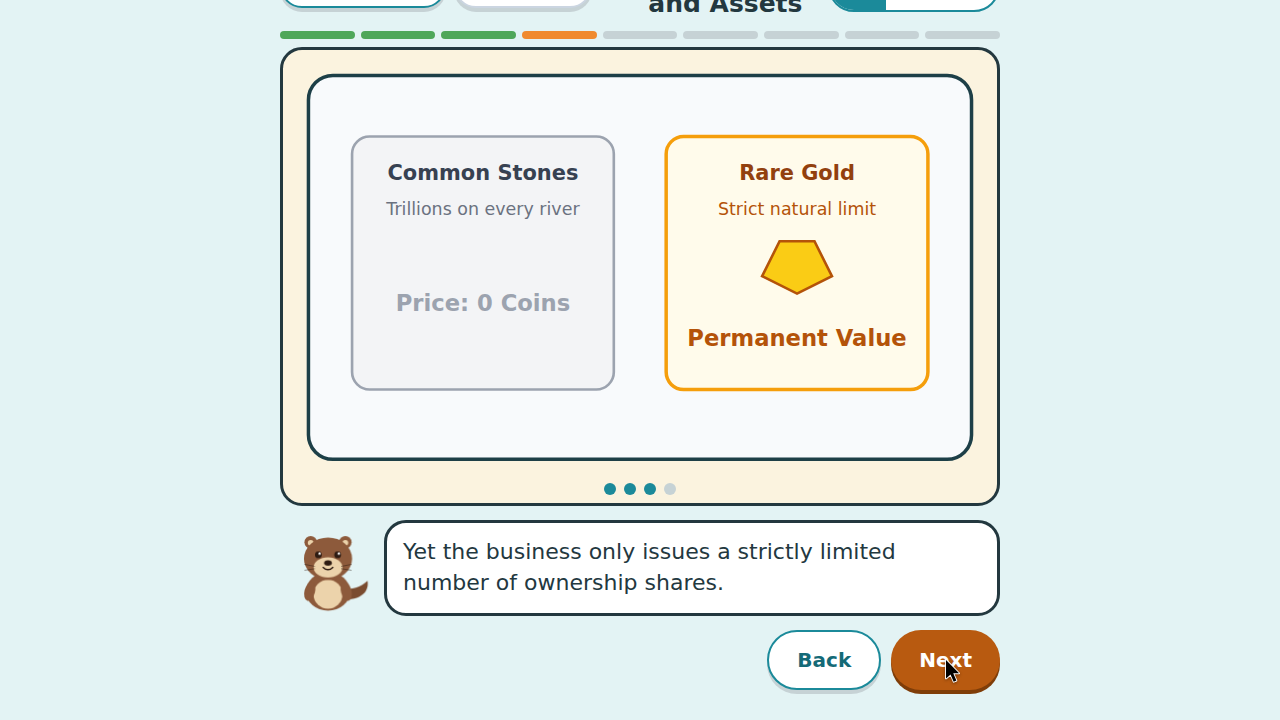 and Assets
Common Stones
Trillions on every river
Price: 0 Coins
Rare Gold
Strict natural limit
Permanent Value
Yet the business only issues a strictly limited
number of ownership shares.
Back
Next